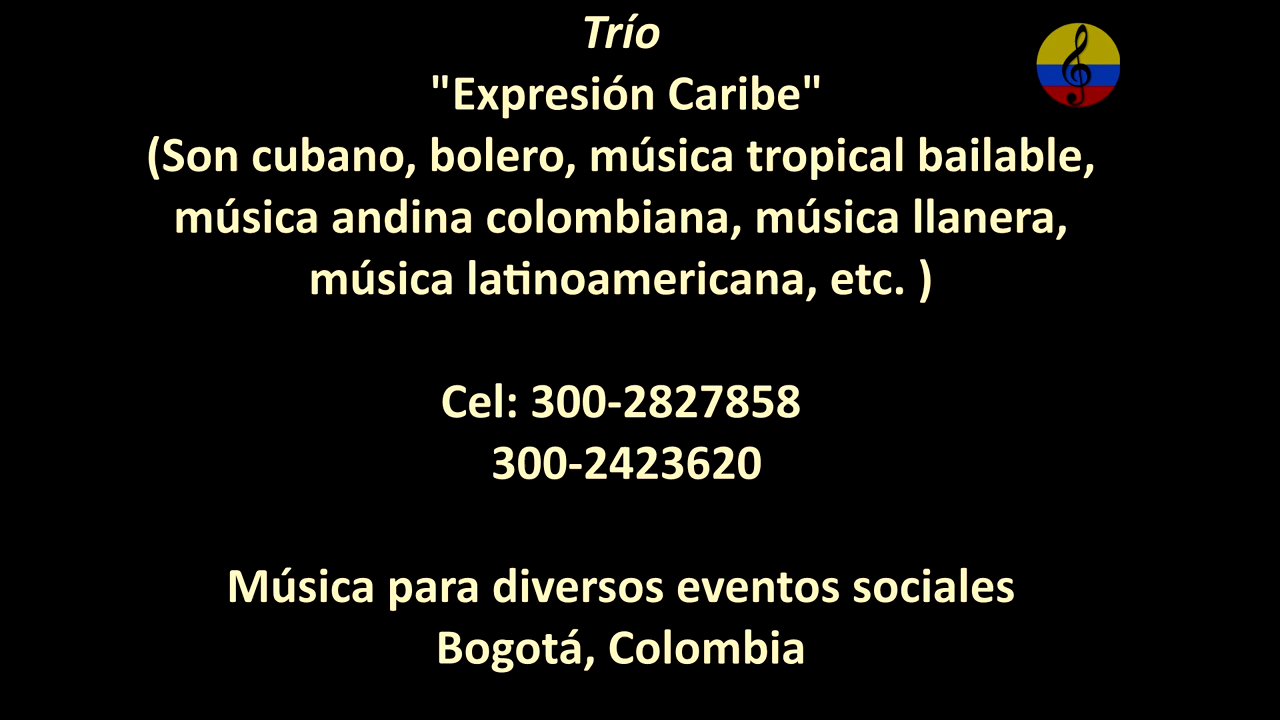 Trío
"Expresión Caribe"
(Son cubano, bolero, música tropical bailable,
música andina colombiana, música llanera,
música latinoamericana, etc. )
Cel: 300-2827858
300-2423620
Música para diversos eventos sociales
Bogotá, Colombia